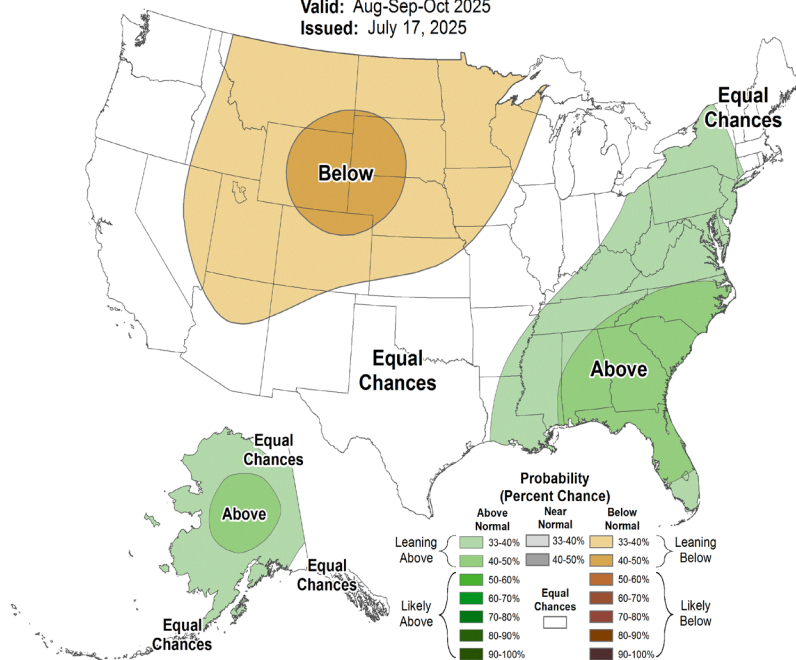 Valid: Aug-Sep-Oct 2025
Issued: July 17, 2025
Equal
Chances
Below
Equal
Chances
Above
Equal
Chances
Above
Equal
Chances
Equal
Chances
Probability
(Percent Chance)
Above
Normal
Near
Normal
Below
Normal
Leaning
Above
33-40%
40-50%
33-40%
40-50%
33-40%
40-50%
Leaning
Below
Likely
Above
50-60%
60-70%
70-80%
80-90%
90-100%
Equal
Chances
50-60%
60-70%
70-80%
80-90%
90-100%
Likely
Below